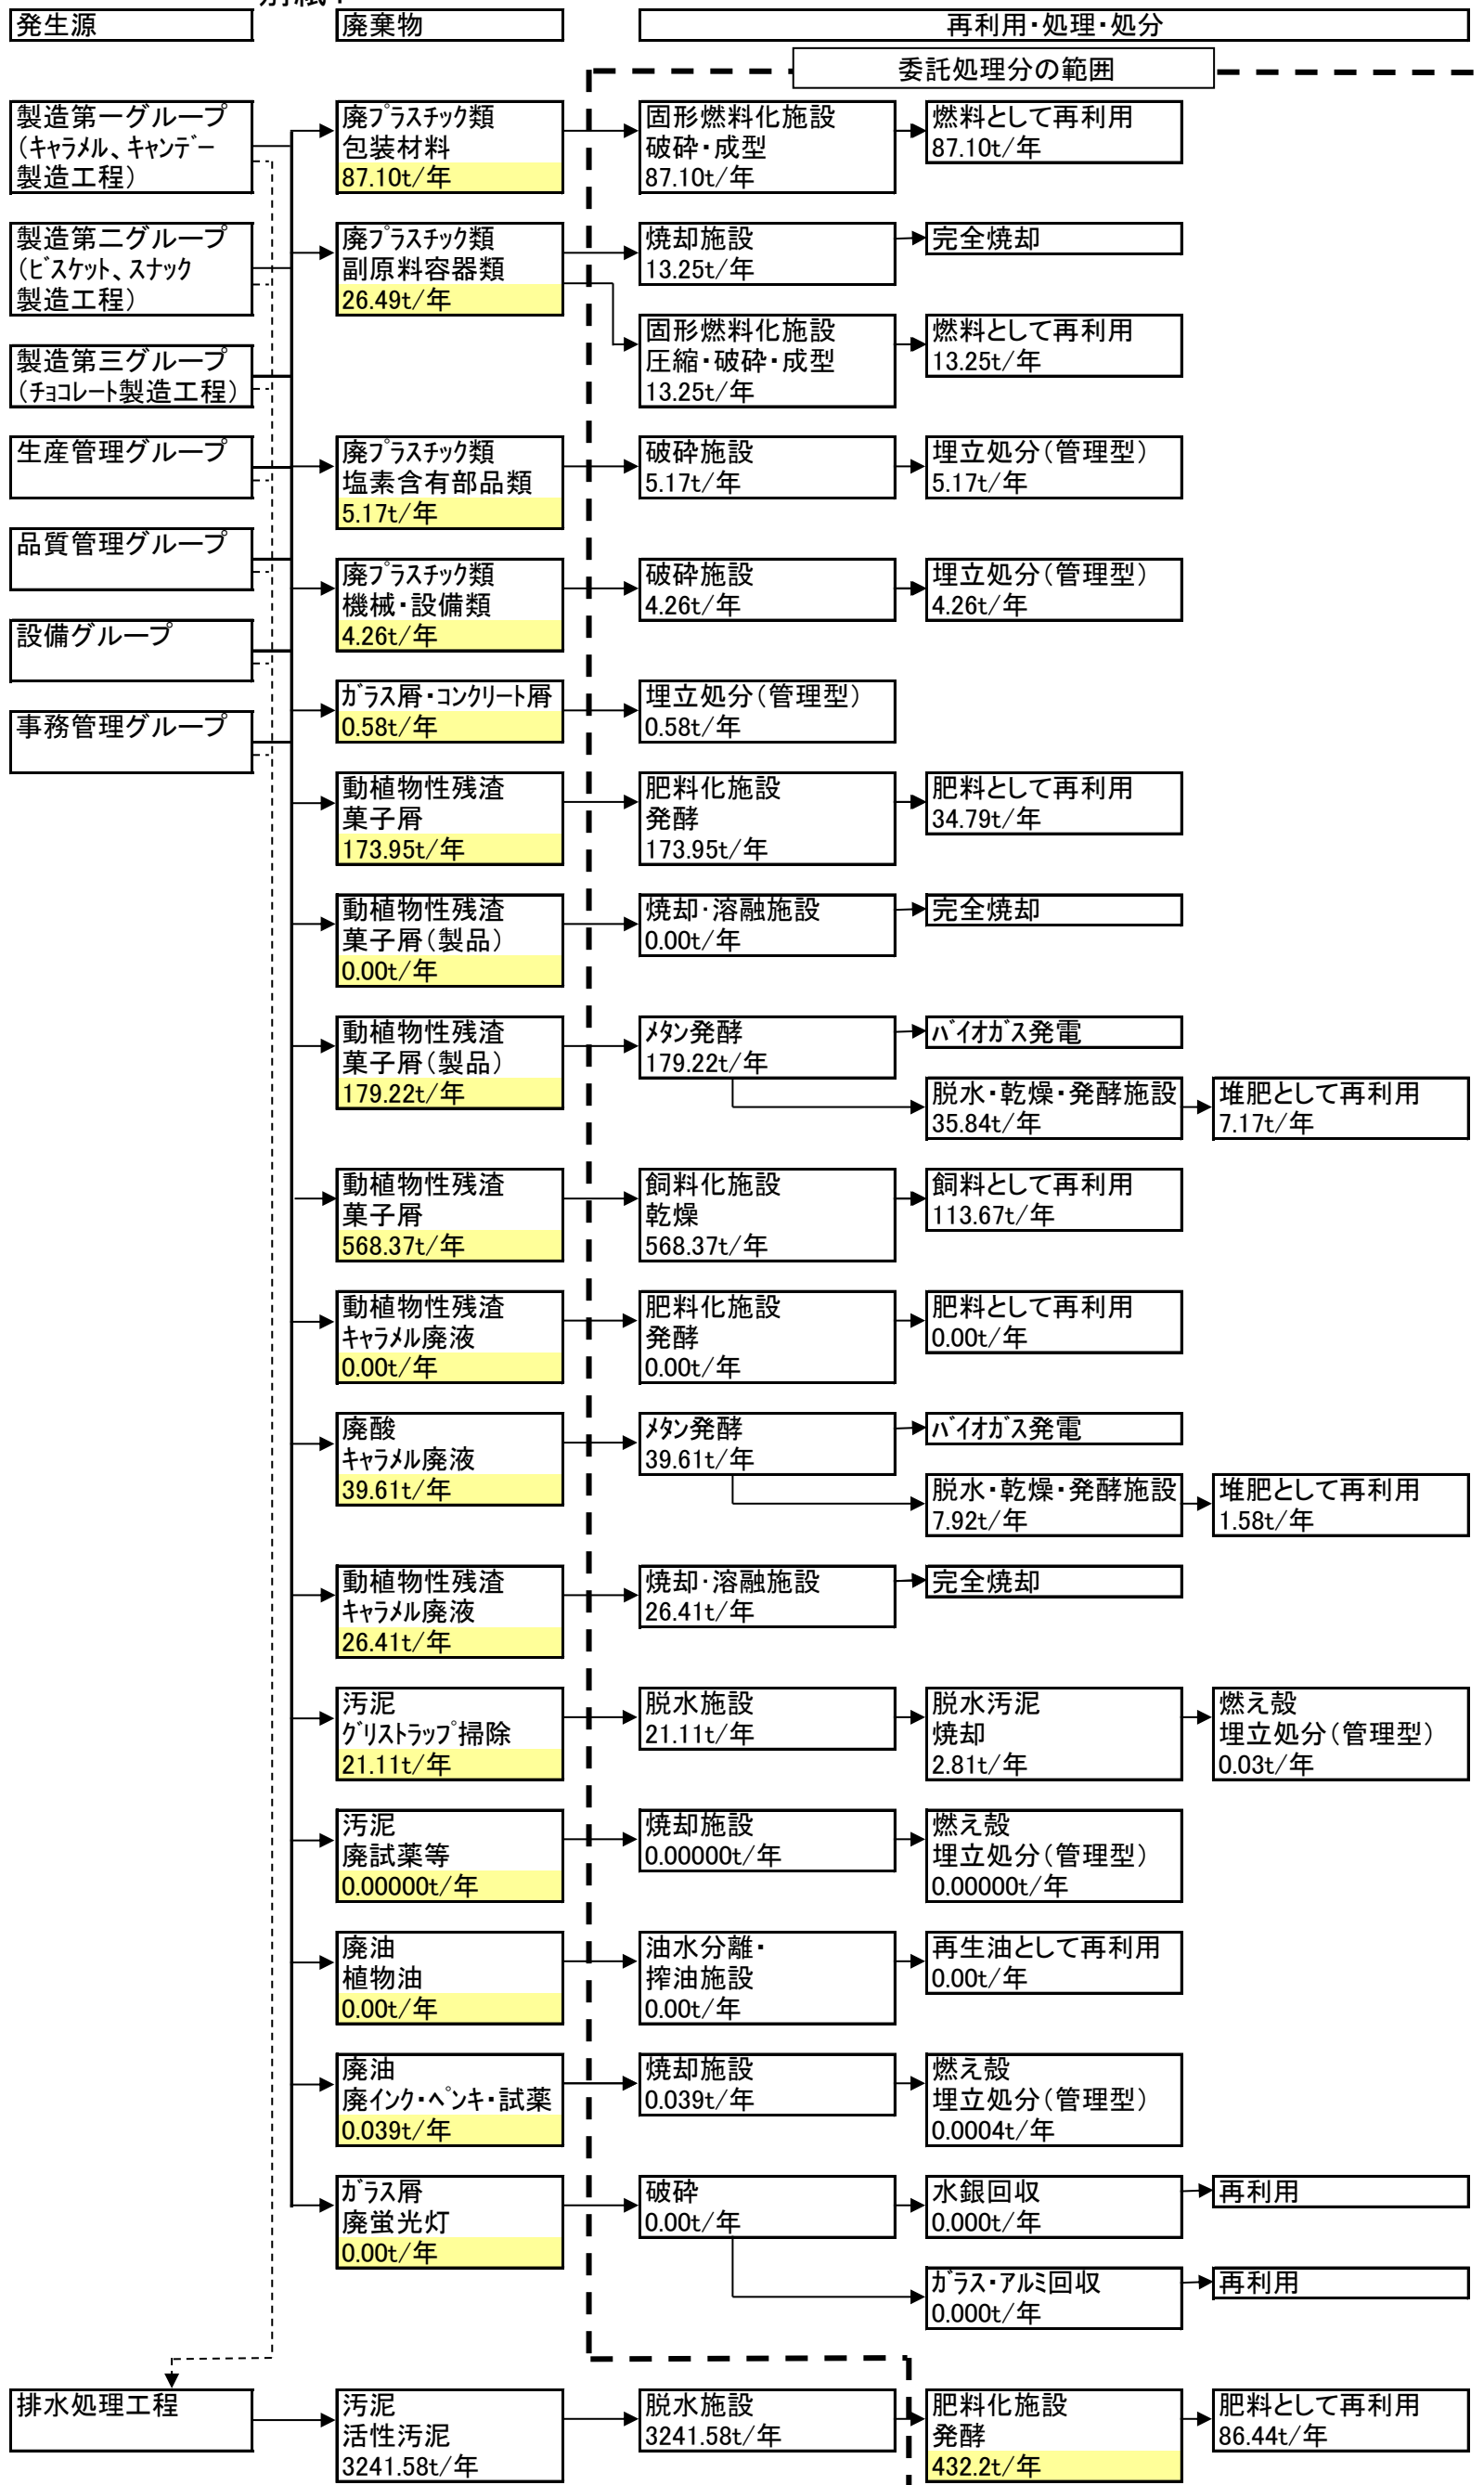 発生源
廃棄物
再利用・処理・処分
委託処理分の範囲
製造第一グループ
（キャラメル、キャンデー
製造工程）
製造第二グループ
（ビスケット、スナック
製造工程）
製造第三グループ
（チョコレート製造工程）
生産管理グループ
品質管理グループ
設備グループ
事務管理グループ
廃プラスチック類
包装材料
87.10t/年
固形燃料化施設
破砕・成型
87.10t/年
燃料として再利用
87.10t/年
廃プラスチック類
副原料容器類
26.49t/年
焼却施設
13.25t/年
完全焼却
固形燃料化施設
圧縮・破砕・成型
13.25t/年
燃料として再利用
13.25t/年
廃プラスチック類
塩素含有部品類
5.17t/年
破砕施設
5.17t/年
埋立処分（管理型）
5.17t/年
廃プラスチック類
機械・設備類
4.26t/年
破砕施設
4.26t/年
埋立処分（管理型）
4.26t/年
ガラス屑・コンクリート屑
0.58t/年
埋立処分（管理型）
0.58t/年
動植物性残渣
菓子屑
173.95t/年
肥料化施設
発酵
173.95t/年
肥料として再利用
34.79t/年
動植物性残渣
菓子屑（製品）
0.00t/年
焼却・溶融施設
0.00t/年
完全焼却
動植物性残渣
菓子屑（製品）
179.22t/年
メタン発酵
179.22t/年
バイオガス発電
脱水・乾燥・発酵施設
35.84t/年
堆肥として再利用
7.17t/年
動植物性残渣
菓子屑
568.37t/年
飼料化施設
乾燥
568.37t/年
飼料として再利用
113.67t/年
動植物性残渣
キャラメル廃液
0.00t/年
肥料化施設
発酵
0.00t/年
肥料として再利用
0.00t/年
廃酸
キャラメル廃液
39.61t/年
メタン発酵
39.61t/年
バイオガス発電
脱水・乾燥・発酵施設
7.92t/年
堆肥として再利用
1.58t/年
動植物性残渣
キャラメル廃液
26.41t/年
焼却・溶融施設
26.41t/年
完全焼却
汚泥
グリストラップ掃除
21.11t/年
脱水施設
21.11t/年
脱水汚泥
焼却
2.81t/年
燃え殻
埋立処分（管理型）
0.03t/年
汚泥
廃試薬等
0.00000t/年
焼却施設
0.00000t/年
燃え殻
埋立処分（管理型）
0.00000t/年
廃油
植物油
0.00t/年
油水分離・
搾油施設
0.00t/年
再生油として再利用
0.00t/年
廃油
廃インク・ペンキ・試薬
0.039t/年
焼却施設
0.039t/年
燃え殻
埋立処分（管理型）
0.0004t/年
ガラス屑
廃蛍光灯
0.00t/年
破砕
0.00t/年
水銀回収
0.000t/年
再利用
ガラス・アルミ回収
0.000t/年
再利用
排水処理工程
汚泥
活性汚泥
3241.58t/年
脱水施設
3241.58t/年
肥料化施設
発酵
432.2t/年
肥料として再利用
86.44t/年